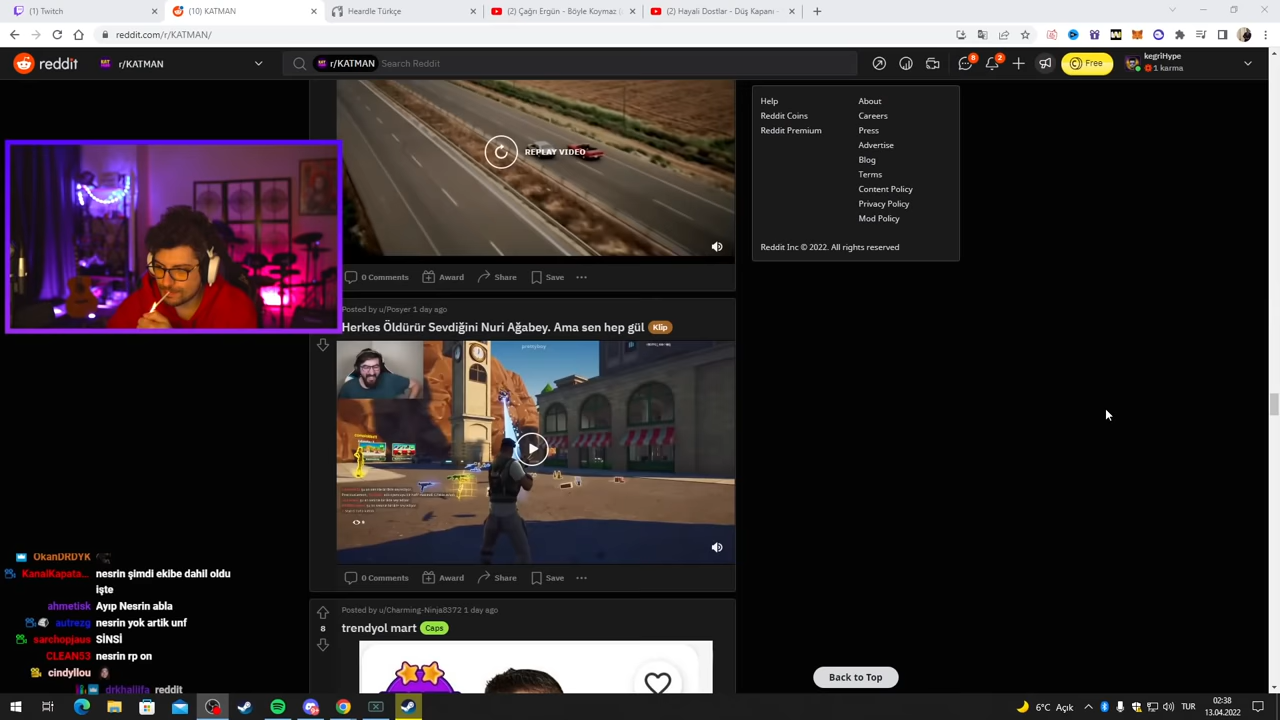 (1) Twitch
(10) KATMAN
Heardle Türkçe
(2) Çağrı Ergün - Böyle Koymaz (
(2) Hayali Dostlar - Düş Kapanı -
reddit.com/r/KATMAN/
reddit
r/KATMAN
r/KATMAN
Search Reddit
8
2
Free
kegriHype
1 karma
REPLAY VIDEO
Help
About
Reddit Coins
Careers
Reddit Premium
Press
Advertise
Blog
Terms
Content Policy
Privacy Policy
Mod Policy
Reddit Inc © 2022. All rights reserved
0 Comments
Award
Share
Save
Posted by u/Posyer 1 day ago
Herkes Öldürür Sevdiğini Nuri Ağabey. Ama sen hep gül
Klip
0 Comments
Award
Share
Save
Posted by u/Charming-Ninja8372 1 day ago
8
trendyol mart
Caps
Back to Top
OkanDRDYK
KanalKapata... nesrin şimdi ekibe dahil oldu
işte
ahmetisk Ayıp Nesrin abla
autrezg nesrin yok artik unf
sarchopjaus SİNSİ
CLEAN53 nesrin rp on
cindyllou
drkhaliifa reddit
6°C Açık
TUR
02:38
13.04.2022